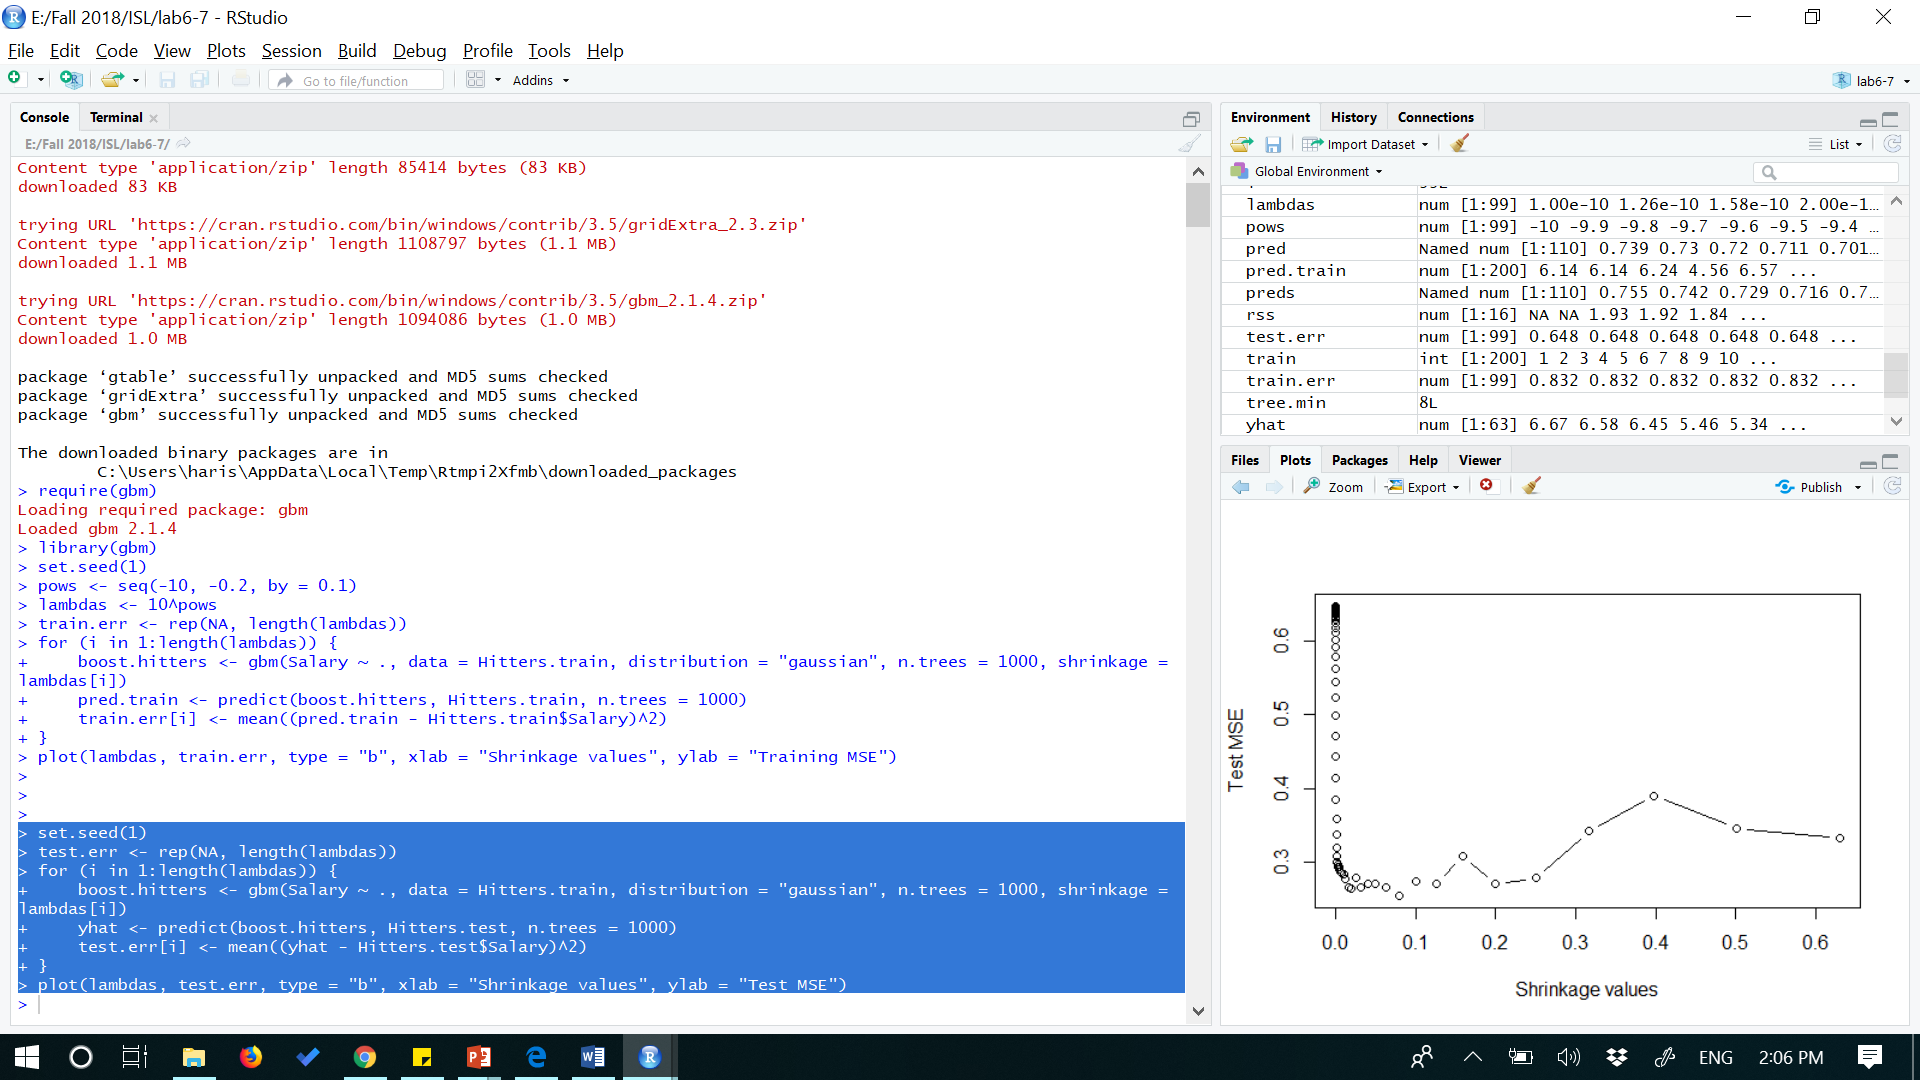 E:/Fall 2018/ISL/lab6-7 - RStudio
File Edit Code View Plots Session Build Debug Profile Tools Help
Go to file/function Addins lab6-7
Console Terminal
E:/Fall 2018/ISL/lab6-7/
Content type 'application/zip' length 85414 bytes (83 KB)
downloaded 83 KB
trying URL 'https://cran.rstudio.com/bin/windows/contrib/3.5/gridExtra_2.3.zip'
Content type 'application/zip' length 1108797 bytes (1.1 MB)
downloaded 1.1 MB
trying URL 'https://cran.rstudio.com/bin/windows/contrib/3.5/gbm_2.1.4.zip'
Content type 'application/zip' length 1094086 bytes (1.0 MB)
downloaded 1.0 MB
package ‘gtable’ successfully unpacked and MD5 sums checked
package ‘gridExtra’ successfully unpacked and MD5 sums checked
package ‘gbm’ successfully unpacked and MD5 sums checked
The downloaded binary packages are in
C:\Users\haris\AppData\Local\Temp\Rtmpi2Xfmb\downloaded_packages
> require(gbm)
Loading required package: gbm
Loaded gbm 2.1.4
> library(gbm)
> set.seed(1)
> pows <- seq(-10, -0.2, by = 0.1)
> lambdas <- 10^pows
> train.err <- rep(NA, length(lambdas))
> for (i in 1:length(lambdas)) {
+ boost.hitters <- gbm(Salary ~ ., data = Hitters.train, distribution = "gaussian", n.trees = 1000, shrinkage =
lambdas[i])
+ pred.train <- predict(boost.hitters, Hitters.train, n.trees = 1000)
+ train.err[i] <- mean((pred.train - Hitters.train$Salary)^2)
+ }
> plot(lambdas, train.err, type = "b", xlab = "Shrinkage values", ylab = "Training MSE")
>
>
>
> set.seed(1)
> test.err <- rep(NA, length(lambdas))
> for (i in 1:length(lambdas)) {
+ boost.hitters <- gbm(Salary ~ ., data = Hitters.train, distribution = "gaussian", n.trees = 1000, shrinkage =
lambdas[i])
+ yhat <- predict(boost.hitters, Hitters.test, n.trees = 1000)
+ test.err[i] <- mean((yhat - Hitters.test$Salary)^2)
+ }
> plot(lambdas, test.err, type = "b", xlab = "Shrinkage values", ylab = "Test MSE")
>
Environment History Connections
Import Dataset List
Global Environment
lambdas num [1:99] 1.00e-10 1.26e-10 1.58e-10 2.00e-1…
pows num [1:99] -10 -9.9 -9.8 -9.7 -9.6 -9.5 -9.4 …
pred Named num [1:110] 0.739 0.73 0.72 0.711 0.701…
pred.train num [1:200] 6.14 6.14 6.24 4.56 6.57 ...
preds Named num [1:110] 0.755 0.742 0.729 0.716 0.7…
rss num [1:16] NA NA 1.93 1.92 1.84 ...
test.err num [1:99] 0.648 0.648 0.648 0.648 0.648 ...
train int [1:200] 1 2 3 4 5 6 7 8 9 10 ...
train.err num [1:99] 0.832 0.832 0.832 0.832 0.832 ...
tree.min 8L
yhat num [1:63] 6.67 6.58 6.45 5.46 5.34 ...
Files Plots Packages Help Viewer
Zoom Export Publish
Test MSE
0.6
0.5
0.4
0.3
0.0 0.1 0.2 0.3 0.4 0.5 0.6
Shrinkage values
ENG 2:06 PM